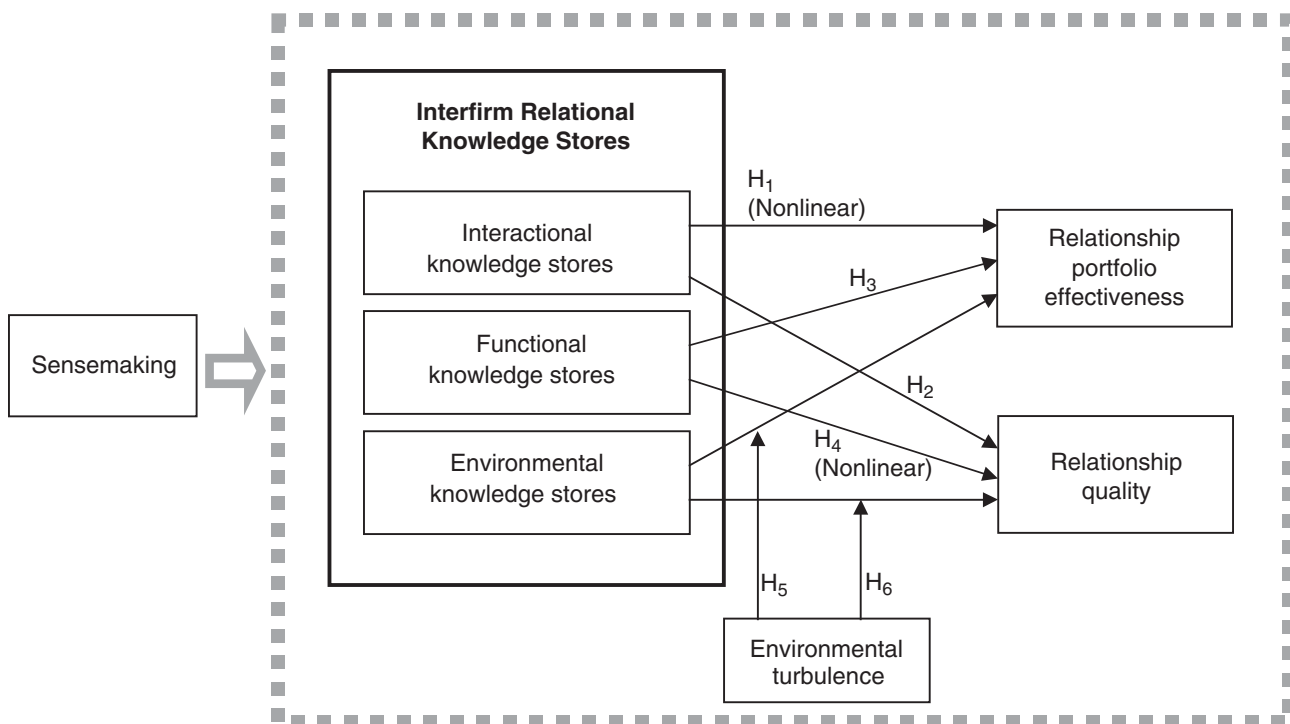 Interfirm Relational
Knowledge Stores
H1
(Nonlinear)
Interactional
knowledge stores
Relationship
portfolio
effectiveness
H3
Functional
knowledge stores
Sensemaking
H2
H4
(Nonlinear)
Environmental
knowledge stores
Relationship
quality
H5
H6
Environmental
turbulence